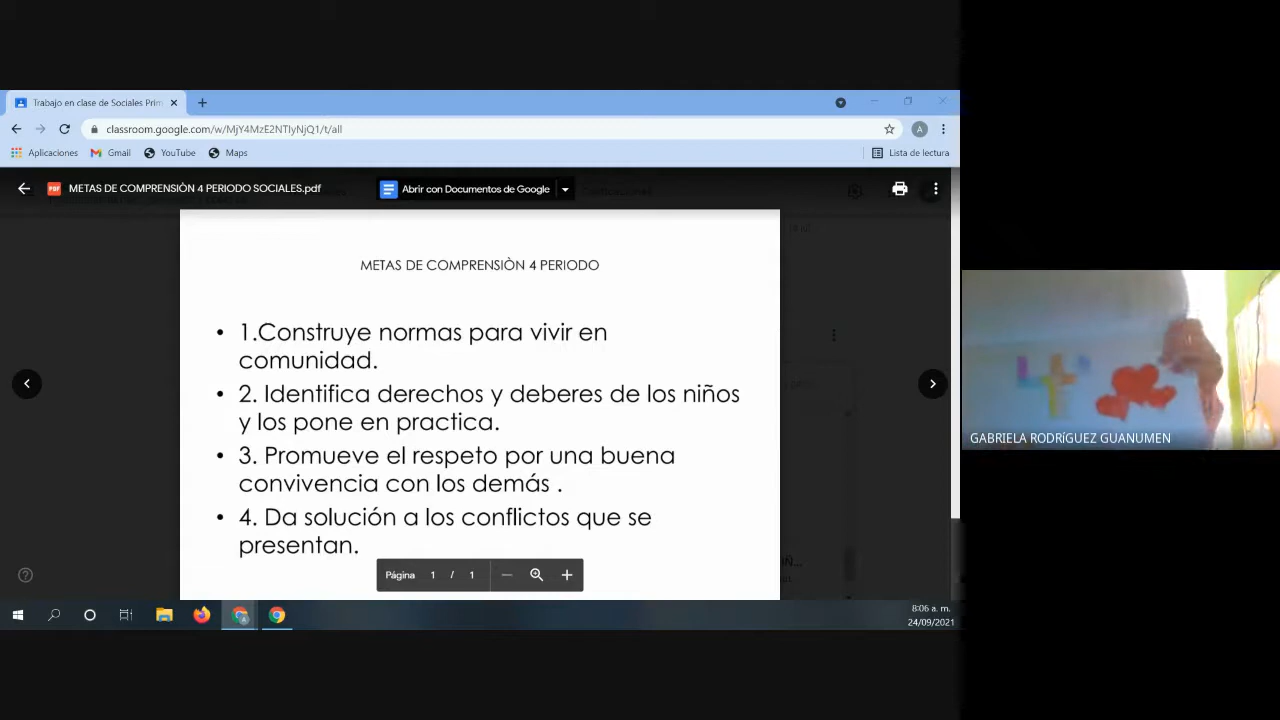 Trabajo en clase de Sociales Prim
classroom.google.com/w/MjY4MzE2NTIyNjQ1/t/all
Aplicaciones Gmail YouTube Maps Lista de lectura
METAS DE COMPRENSIÒN 4 PERIODO SOCIALES.pdf Abrir con Documentos de Google
METAS DE COMPRENSIÒN 4 PERIODO
• 1.Construye normas para vivir en
comunidad.
• 2. Identifica derechos y deberes de los niños
y los pone en practica.
• 3. Promueve el respeto por una buena
convivencia con los demás .
• 4. Da solución a los conflictos que se
presentan.
Página 1 / 1
GABRIELA RODRÍGUEZ GUANUMEN
8:06 a. m.
24/09/2021